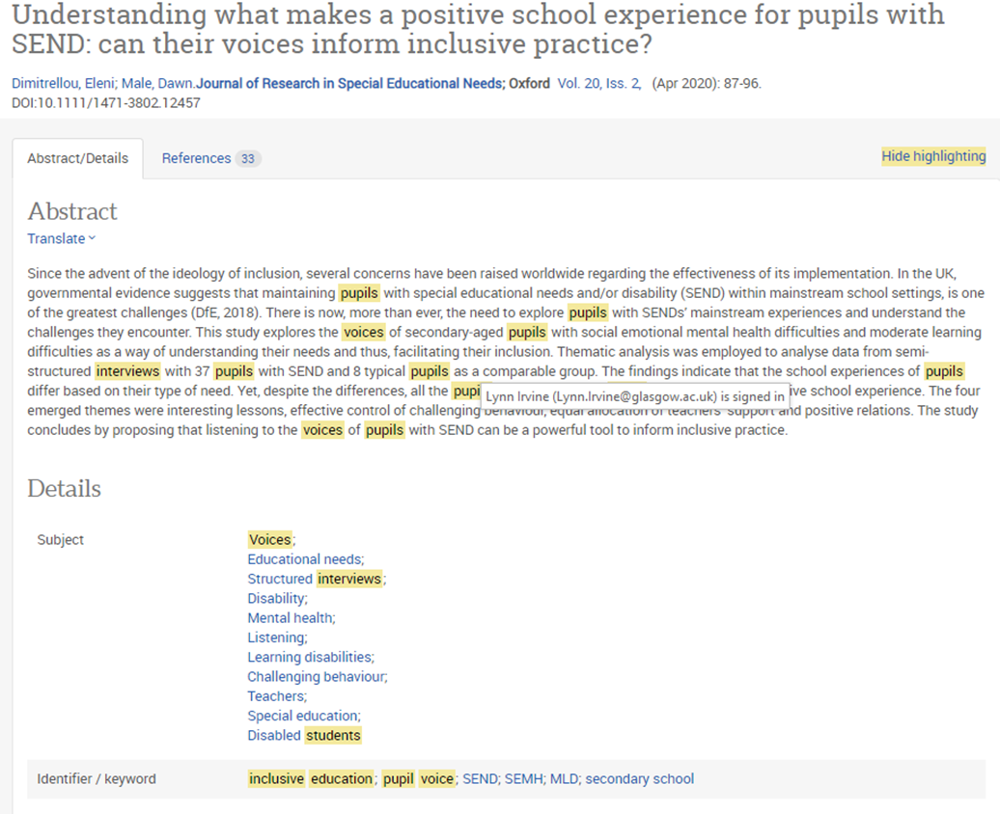 Understanding what makes a positive school experience for pupils with
SEND: can their voices inform inclusive practice?
Dimitrellou, Eleni; Male, Dawn.Journal of Research in Special Educational Needs; Oxford Vol. 20, Iss. 2, (Apr 2020): 87-96.
DOI:10.1111/1471-3802.12457
Abstract/Details References 33 Hide highlighting
Abstract
Translate
Since the advent of the ideology of inclusion, several concerns have been raised worldwide regarding the effectiveness of its implementation. In the UK,
governmental evidence suggests that maintaining pupils with special educational needs and/or disability (SEND) within mainstream school settings, is one
of the greatest challenges (DfE, 2018). There is now, more than ever, the need to explore pupils with SENDs' mainstream experiences and understand the
challenges they encounter. This study explores the voices of secondary-aged pupils with social emotional mental health difficulties and moderate learning
difficulties as a way of understanding their needs and thus, facilitating their inclusion. Thematic analysis was employed to analyse data from semi-
structured interviews with 37 pupils with SEND and 8 typical pupils as a comparable group. The findings indicate that the school experiences of pupils
differ based on their type of need. Yet, despite the differences, all the pupi Lynn Irvine (Lynn.Irvine@glasgow.ac.uk) is signed in ive school experience. The four
emerged themes were interesting lessons, effective control of challenging behaviour, equal allocation of teachers' support and positive relations. The study
concludes by proposing that listening to the voices of pupils with SEND can be a powerful tool to inform inclusive practice.
Details
Subject Voices;
Educational needs;
Structured interviews;
Disability;
Mental health;
Listening;
Learning disabilities;
Challenging behaviour;
Teachers;
Special education;
Disabled students
Identifier / keyword inclusive education; pupil voice; SEND; SEMH; MLD; secondary school